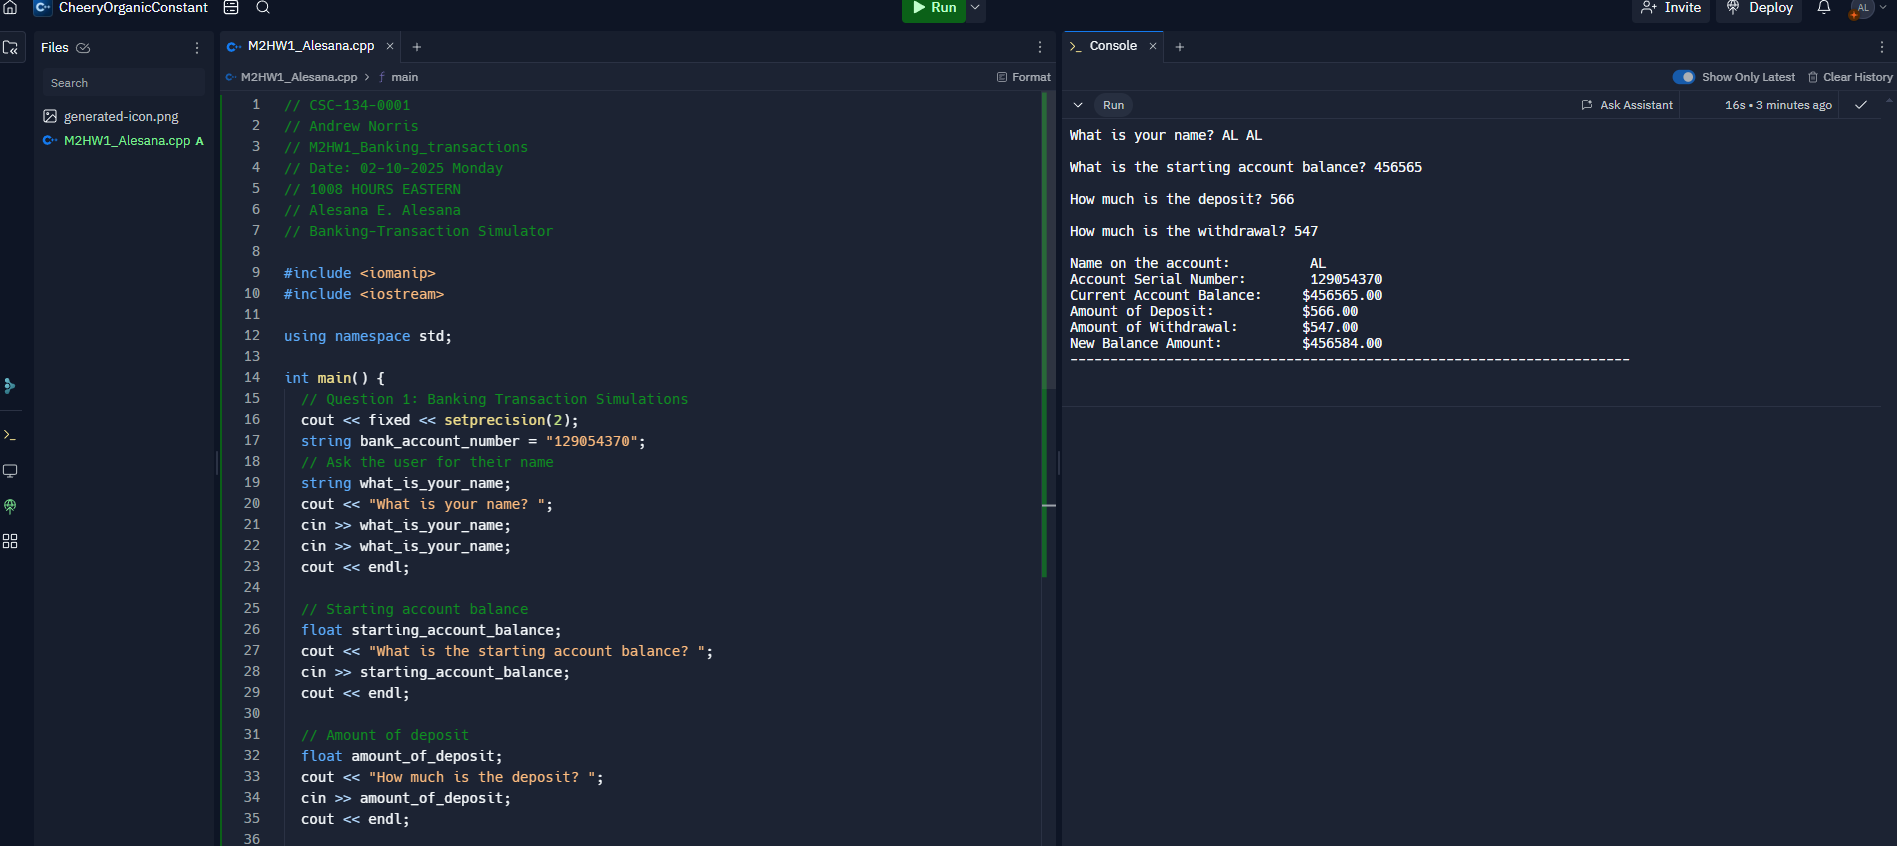 CheeryOrganicConstant
Run
Invite
Deploy
AL
Files
Search
generated-icon.png
M2HW1_Alesana.cpp A
M2HW1_Alesana.cpp
M2HW1_Alesana.cpp > f main
Format
1 // CSC-134-0001
2 // Andrew Norris
3 // M2HW1_Banking_transactions
4 // Date: 02-10-2025 Monday
5 // 1008 HOURS EASTERN
6 // Alesana E. Alesana
7 // Banking-Transaction Simulator
8
9 #include <iomanip>
10 #include <iostream>
11
12 using namespace std;
13
14 int main() {
15 // Question 1: Banking Transaction Simulations
16 cout << fixed << setprecision(2);
17 string bank_account_number = "129054370";
18 // Ask the user for their name
19 string what_is_your_name;
20 cout << "What is your name? ";
21 cin >> what_is_your_name;
22 cin >> what_is_your_name;
23 cout << endl;
24
25 // Starting account balance
26 float starting_account_balance;
27 cout << "What is the starting account balance? ";
28 cin >> starting_account_balance;
29 cout << endl;
30
31 // Amount of deposit
32 float amount_of_deposit;
33 cout << "How much is the deposit? ";
34 cin >> amount_of_deposit;
35 cout << endl;
36
Console
Show Only Latest
Clear History
Run
Ask Assistant
16s • 3 minutes ago
What is your name? AL AL
What is the starting account balance? 456565
How much is the deposit? 566
How much is the withdrawal? 547
Name on the account: AL
Account Serial Number: 129054370
Current Account Balance: $456565.00
Amount of Deposit: $566.00
Amount of Withdrawal: $547.00
New Balance Amount: $456584.00
----------------------------------------------------------------------